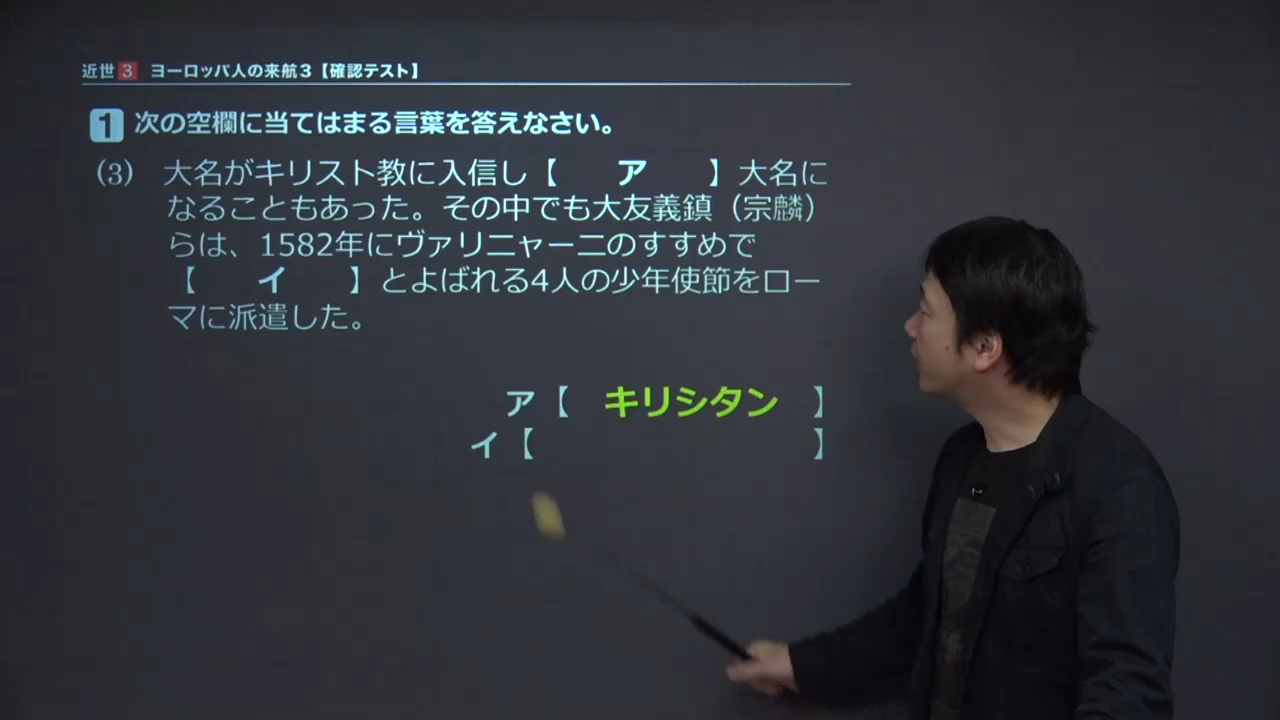 近世3 ヨーロッパ人の来航3【確認テスト】
1 次の空欄に当てはまる言葉を答えなさい。
(3) 大名がキリスト教に入信し【 ア 】大名に
なることもあった。その中でも大友義鎮（宗麟）
らは、1582年にヴァリニャーニのすすめで
【 イ 】とよばれる4人の少年使節をロー
マに派遣した。
ア【 キリシタン 】
イ【 】